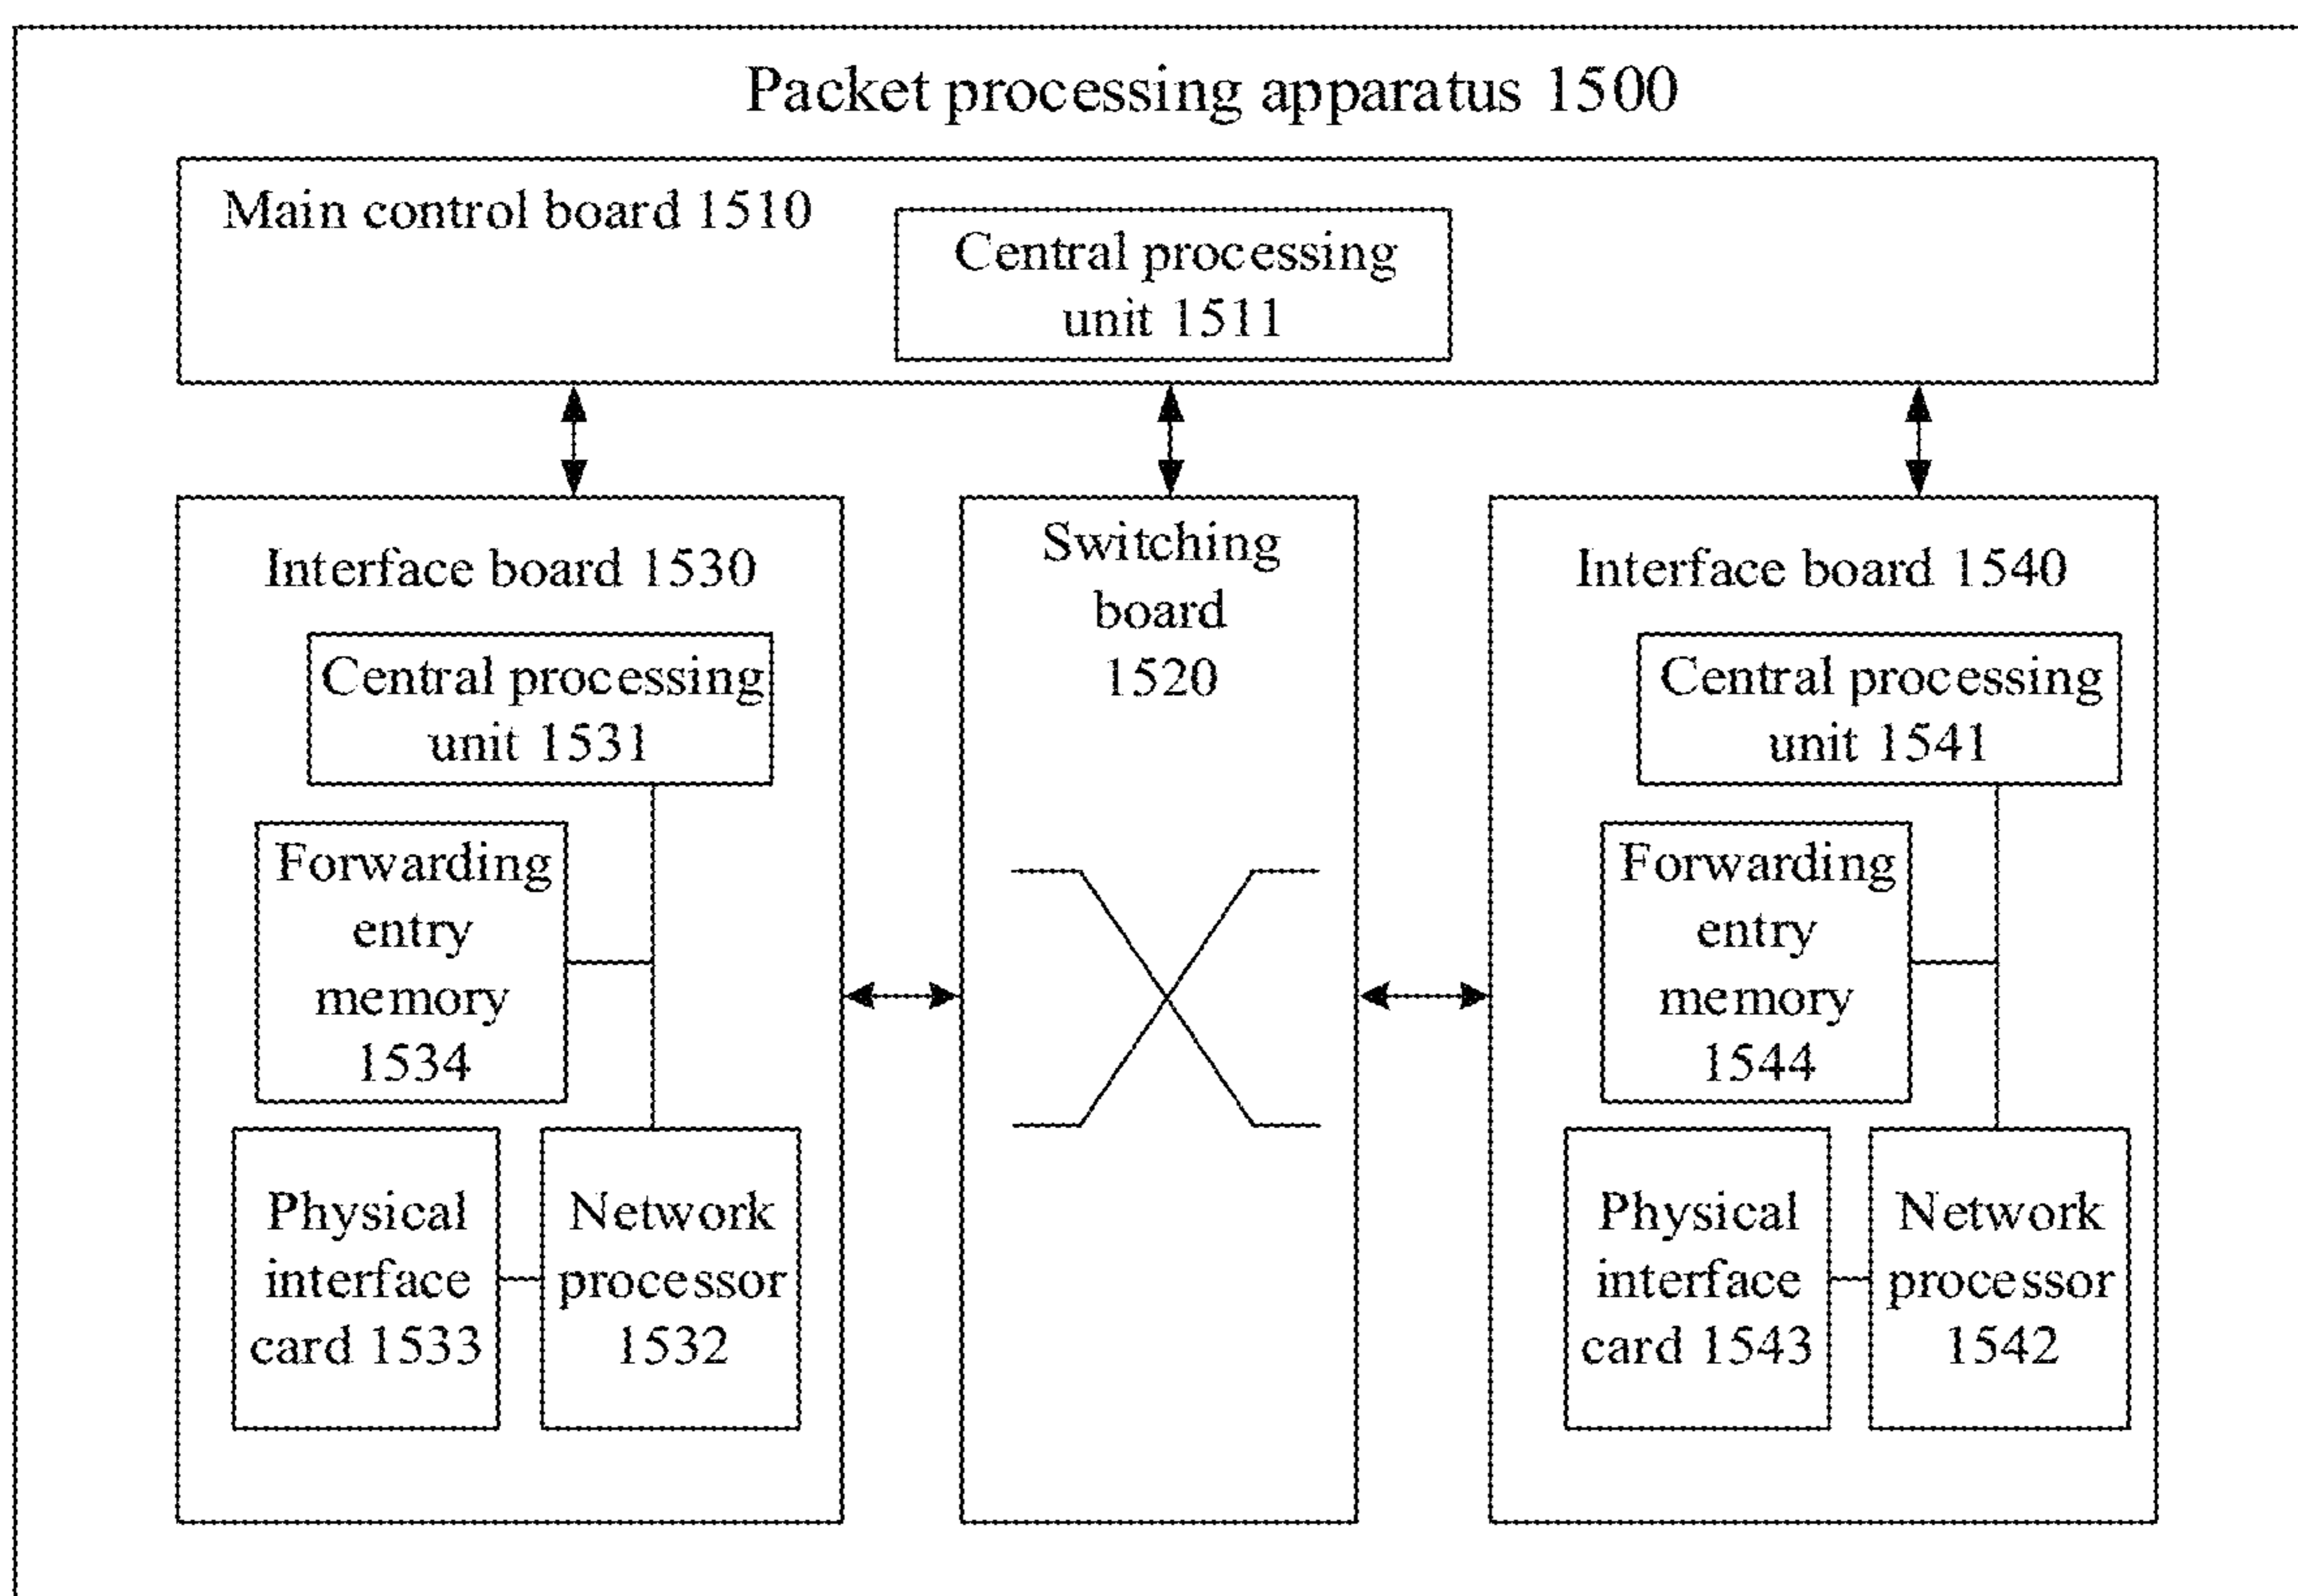 Packet processing apparatus 1500
Main control board 1510
Central processing
unit 1511
Interface board 1530
Central processing
unit 1531
Forwarding
entry
memory
1534
Physical
interface
card 1533
Network
processor
1532
Switching
board
1520
Interface board 1540
Central processing
unit 1541
Forwarding
entry
memory
1544
Physical
interface
card 1543
Network
processor
1542